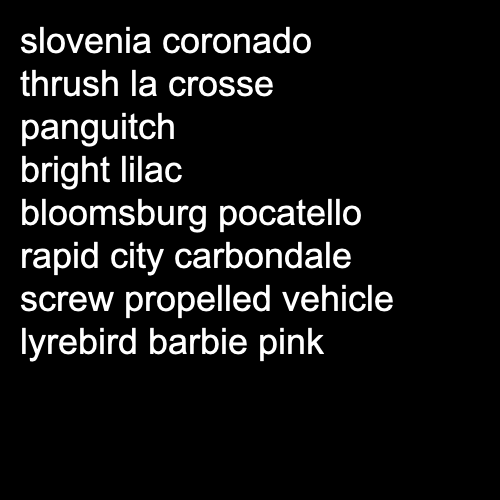 slovenia coronado
thrush la crosse
panguitch
bright lilac
bloomsburg pocatello
rapid city carbondale
screw propelled vehicle
lyrebird barbie pink